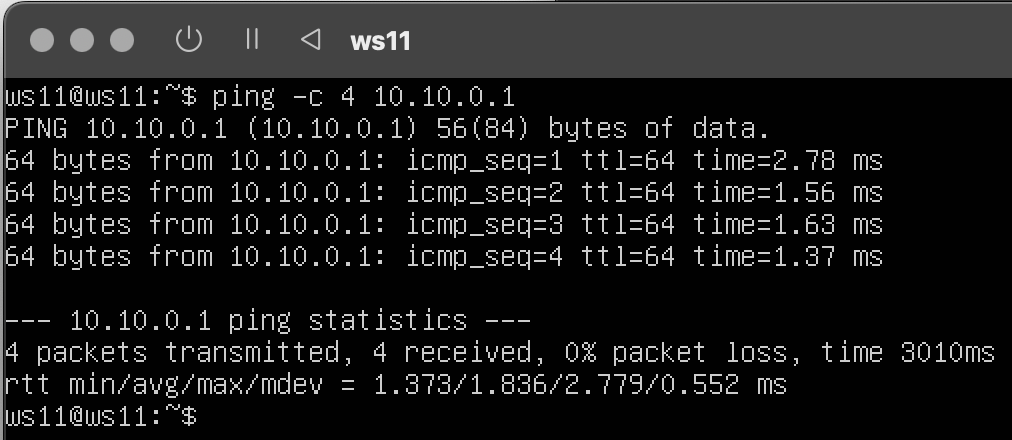 ws11
ws11@ws11:~$ ping -c 4 10.10.0.1
PING 10.10.0.1 (10.10.0.1) 56(84) bytes of data.
64 bytes from 10.10.0.1: icmp_seq=1 ttl=64 time=2.78 ms
64 bytes from 10.10.0.1: icmp_seq=2 ttl=64 time=1.56 ms
64 bytes from 10.10.0.1: icmp_seq=3 ttl=64 time=1.63 ms
64 bytes from 10.10.0.1: icmp_seq=4 ttl=64 time=1.37 ms
--- 10.10.0.1 ping statistics ---
4 packets transmitted, 4 received, 0% packet loss, time 3010ms
rtt min/avg/max/mdev = 1.373/1.836/2.779/0.552 ms
ws11@ws11:~$